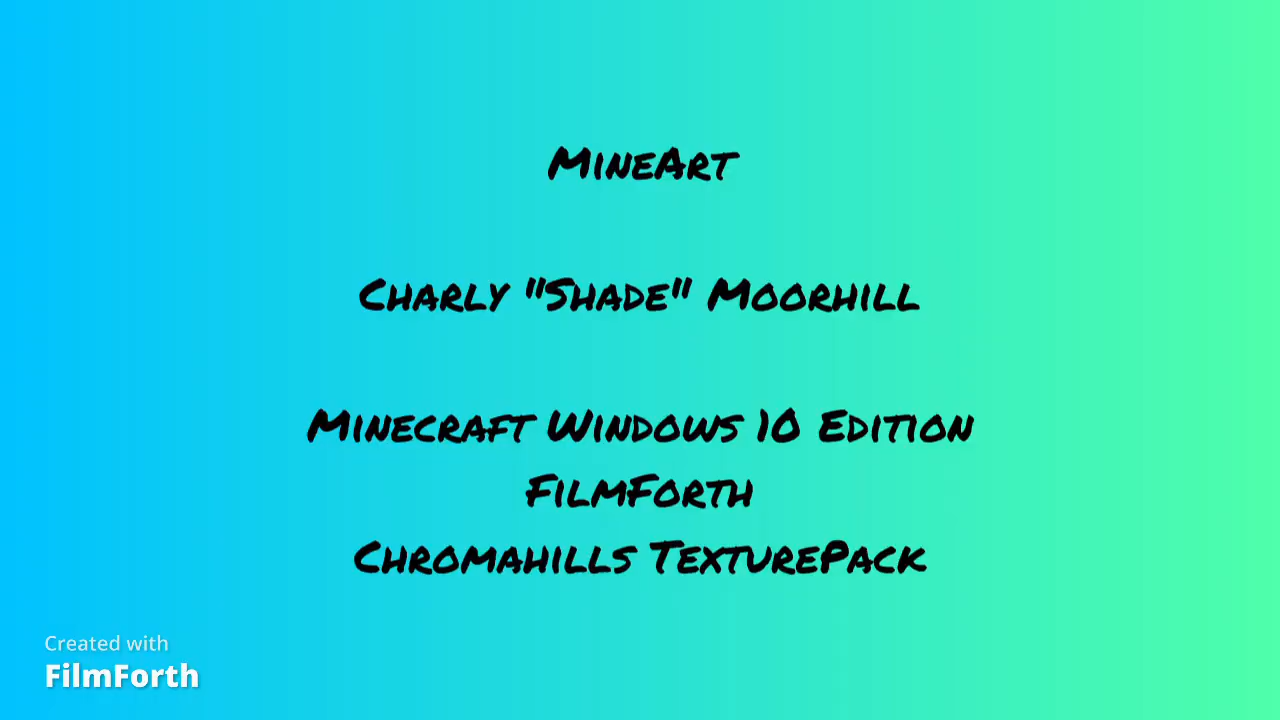 MineArt
Charly "Shade" Moorhill
Minecraft Windows 10 Edition
FilmForth
Chromahills TexturePack
Created with
FilmForth